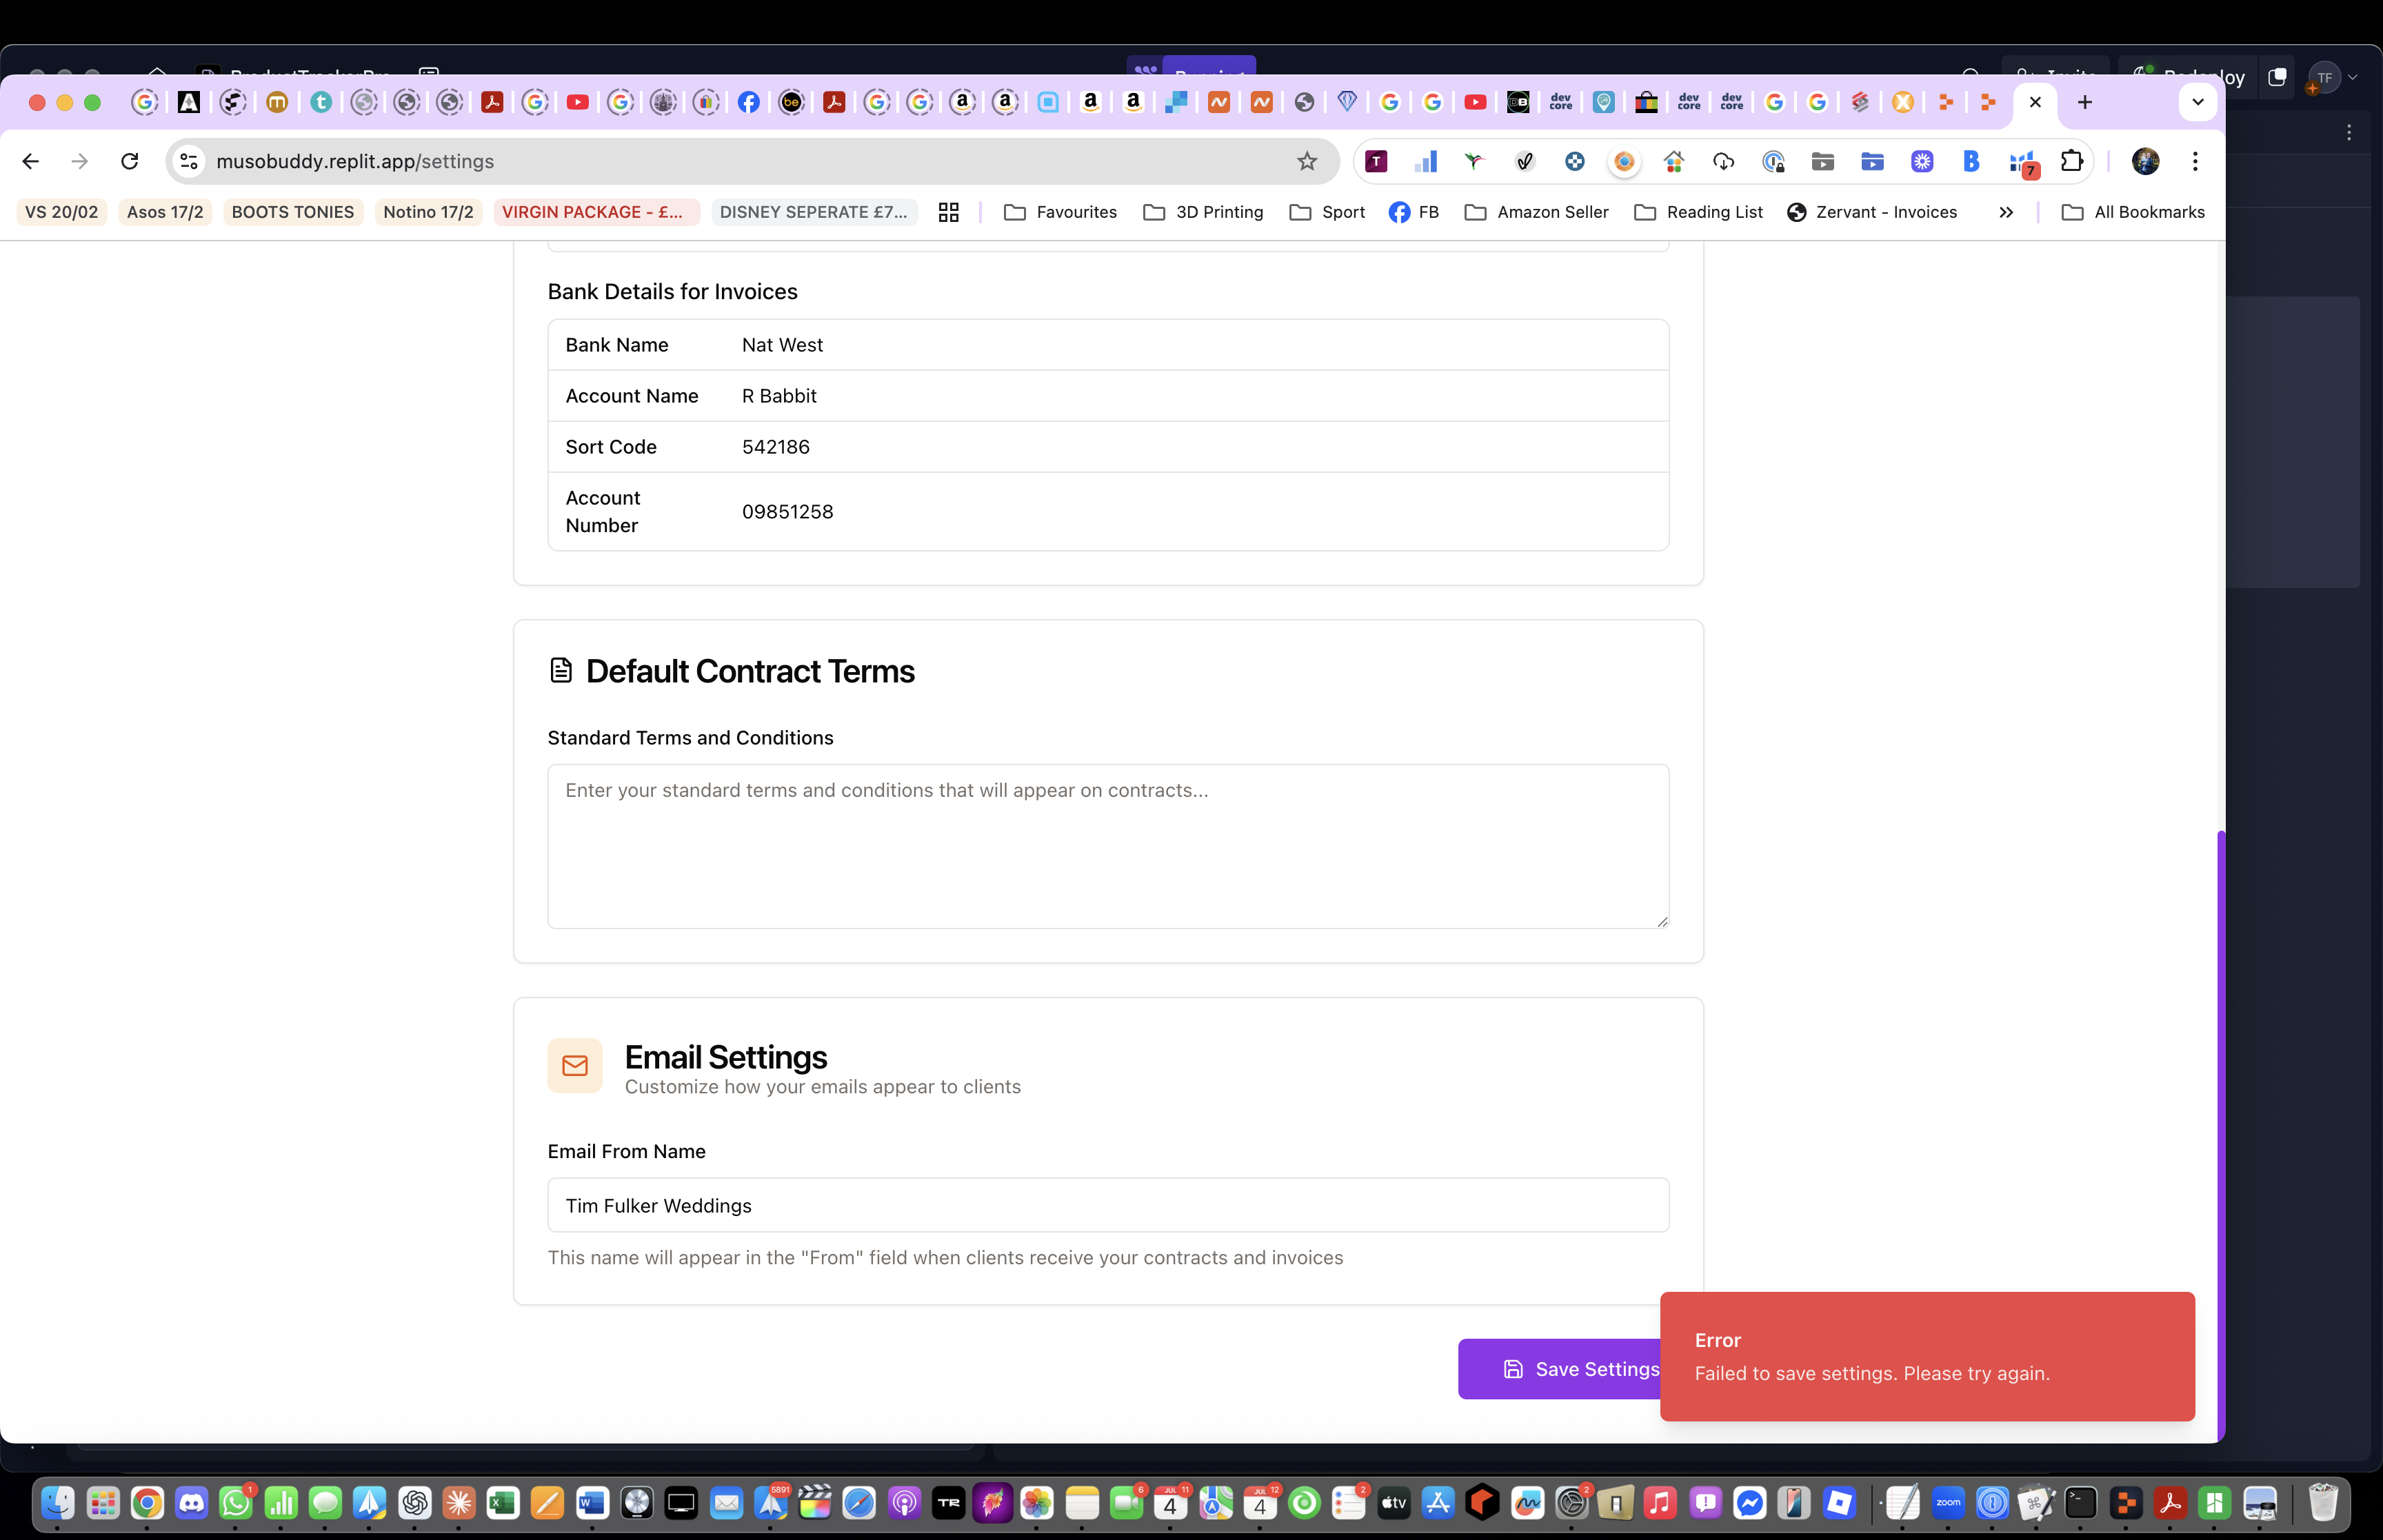 musobuddy.replit.app/settings
7
VS 20/02
Asos 17/2
BOOTS TONIES
Notino 17/2
VIRGIN PACKAGE - £...
DISNEY SEPERATE £7...
Favourites
3D Printing
Sport
FB
Amazon Seller
Reading List
Zervant - Invoices
All Bookmarks
Bank Details for Invoices
Bank Name Nat West
Account Name R Babbit
Sort Code 542186
Account
Number 09851258
Default Contract Terms
Standard Terms and Conditions
Enter your standard terms and conditions that will appear on contracts...
Email Settings
Customize how your emails appear to clients
Email From Name
Tim Fulker Weddings
This name will appear in the "From" field when clients receive your contracts and invoices
Save Settings
Error
Failed to save settings. Please try again.